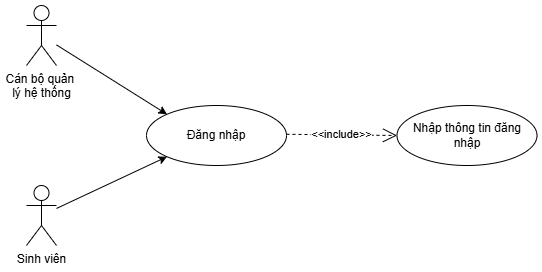 Cán bộ quản
lý hệ thống
Đăng nhập
<<include>>
Nhập thông tin đăng
nhập
Sinh viên